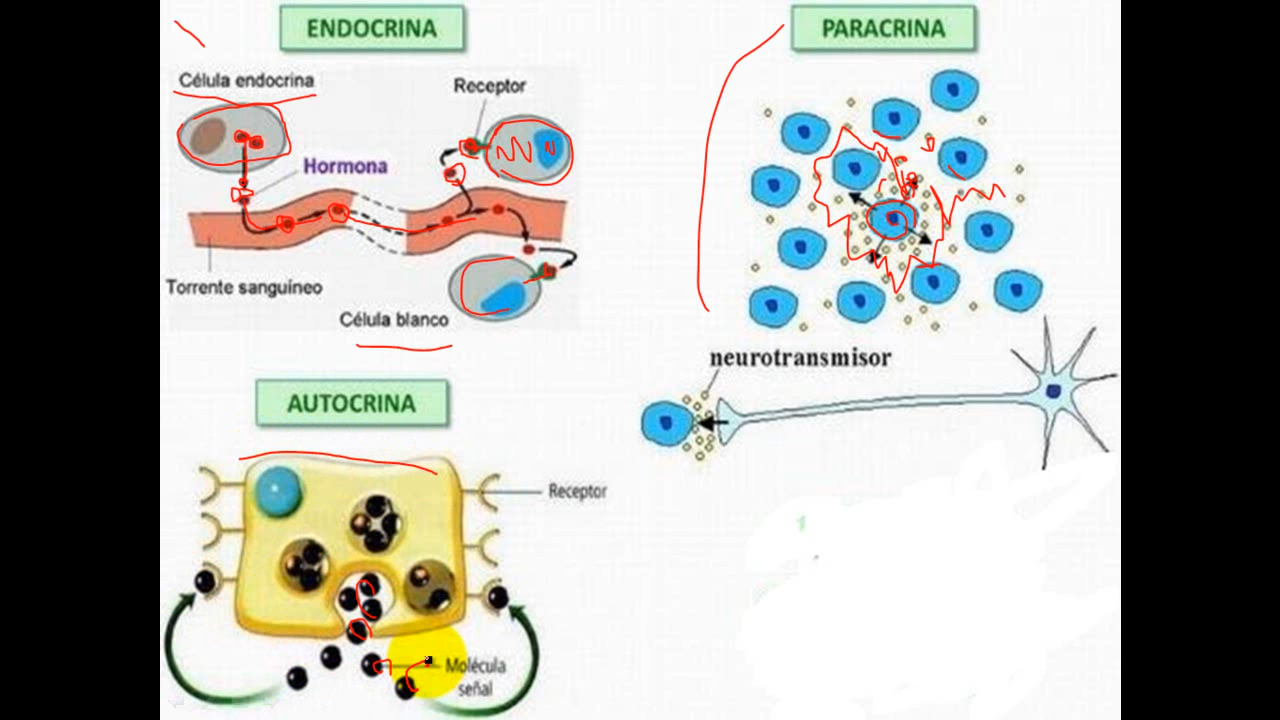 ENDOCRINA
Célula endocrina
Receptor
Hormona
Torrente sanguíneo
Célula blanco
PARACRINA
neurotransmisor
AUTOCRINA
Receptor
Molécula
señal